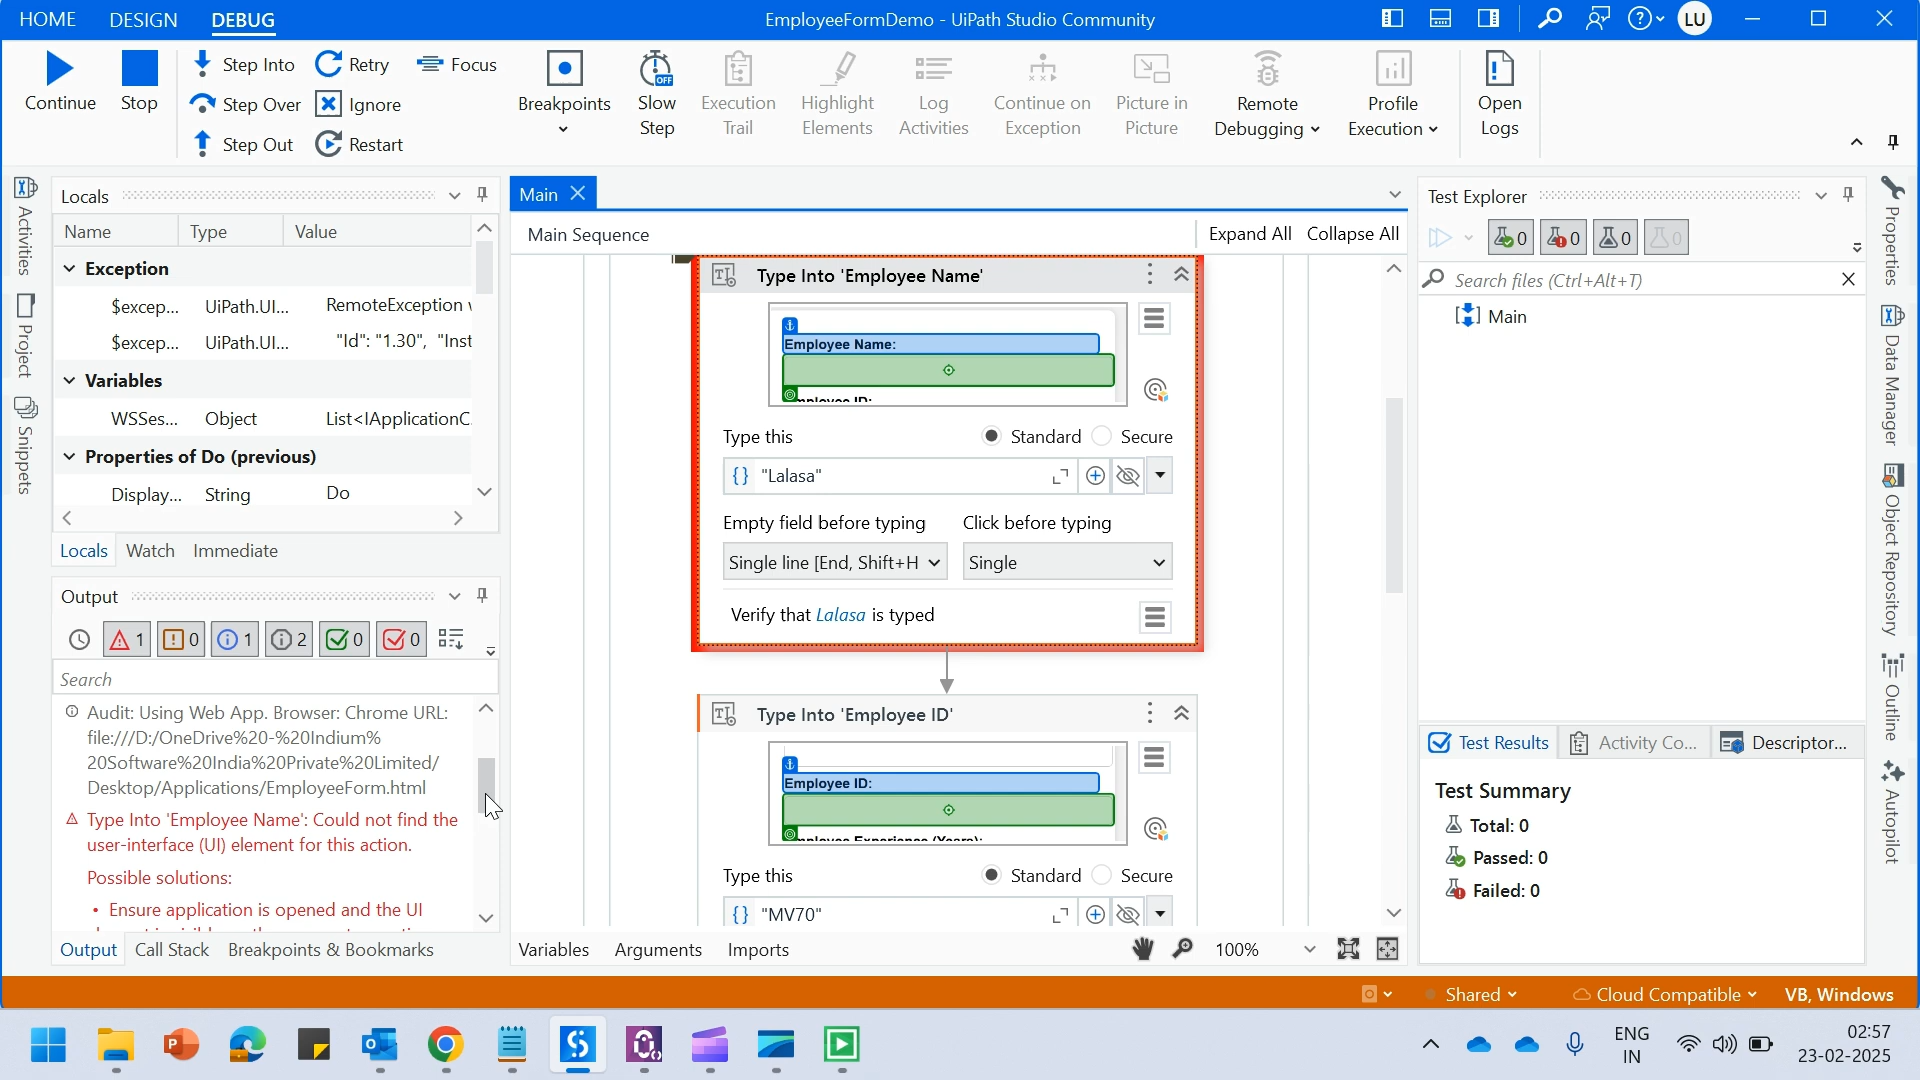 HOME DESIGN DEBUG
EmployeeFormDemo - UiPath Studio Community
LU
Continue
Stop
Step Into
Step Over
Step Out
Retry
Ignore
Restart
Focus
Breakpoints
OFF
Slow
Step
Execution
Trail
Highlight
Elements
Log
Activities
Continue on
Exception
Picture in
Picture
Remote
Debugging
Profile
Execution
Open
Logs
Activities
Project
Snippets
Locals
Name Type Value
Exception
$excep... UiPath.UI... RemoteException
$excep... UiPath.UI... "Id": "1.30", "Inst
Variables
WSSes... Object List<IApplicationC
Properties of Do (previous)
Display... String Do
Locals Watch Immediate
Output
1 0 1 2 0 0
Search
Audit: Using Web App. Browser: Chrome URL:
file:///D:/OneDrive%20-%20Indium%
20Software%20India%20Private%20Limited/
Desktop/Applications/EmployeeForm.html
Type Into 'Employee Name': Could not find the
user-interface (UI) element for this action.
Possible solutions:
• Ensure application is opened and the UI
Output Call Stack Breakpoints & Bookmarks
Main
Main Sequence
Expand All Collapse All
Type Into 'Employee Name'
Employee Name:
Employee ID:
Type this
Standard Secure
"Lalasa"
Empty field before typing Click before typing
Single line [End, Shift+H Single
Verify that Lalasa is typed
Type Into 'Employee ID'
Employee ID:
Employee Experience (Years):
Type this
Standard Secure
"MV70"
Variables Arguments Imports
100%
Test Explorer
0 0 0 0
Search files (Ctrl+Alt+T)
Main
Test Results Activity Co... Descriptor...
Test Summary
Total: 0
Passed: 0
Failed: 0
Properties
Data Manager
Object Repository
Outline
Autopilot
Shared Cloud Compatible VB, Windows
ENG
IN
02:57
23-02-2025